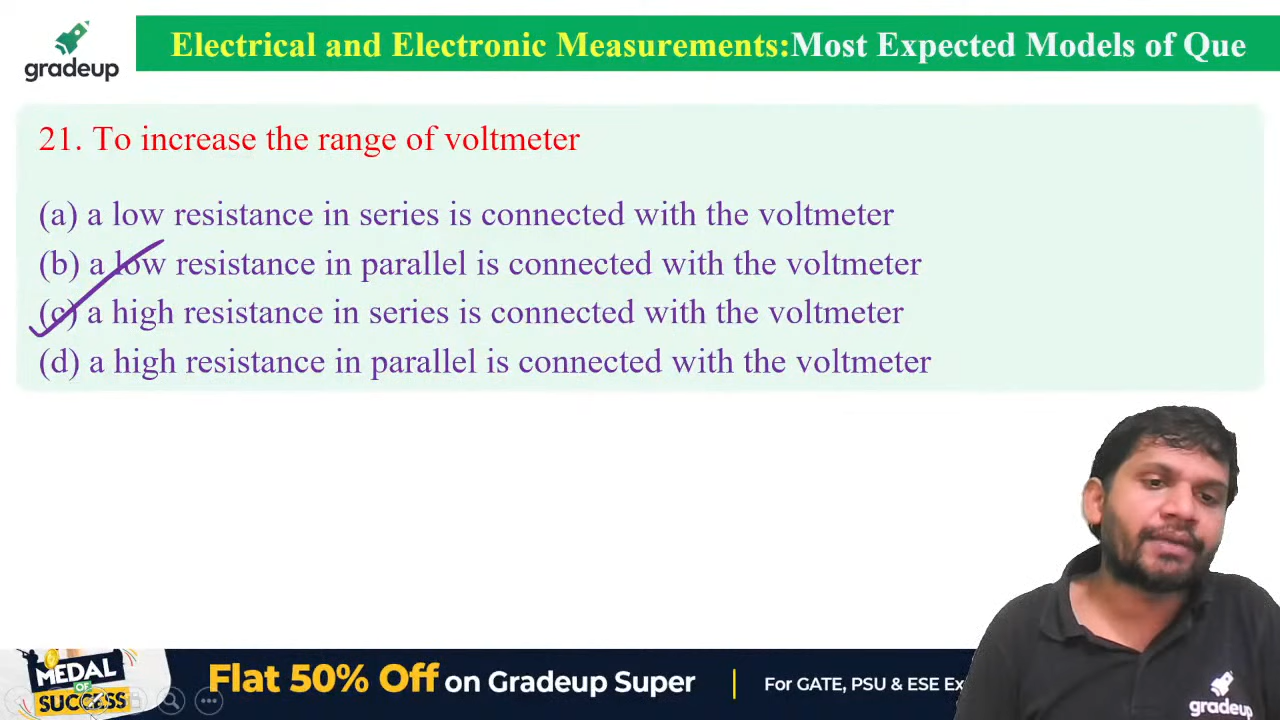 gradeup
Electrical and Electronic Measurements:Most Expected Models of Que
21. To increase the range of voltmeter
(a) a low resistance in series is connected with the voltmeter
(b) a low resistance in parallel is connected with the voltmeter
(c) a high resistance in series is connected with the voltmeter
(d) a high resistance in parallel is connected with the voltmeter
MEDAL
OF
SUCCESS
Flat 50% Off on Gradeup Super
For GATE, PSU & ESE Ex
gradeup